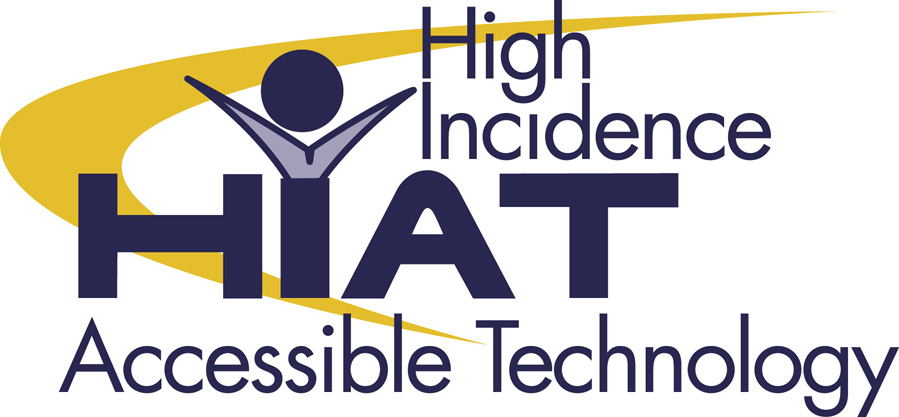 High
Incidence
HIAT
Accessible Technology